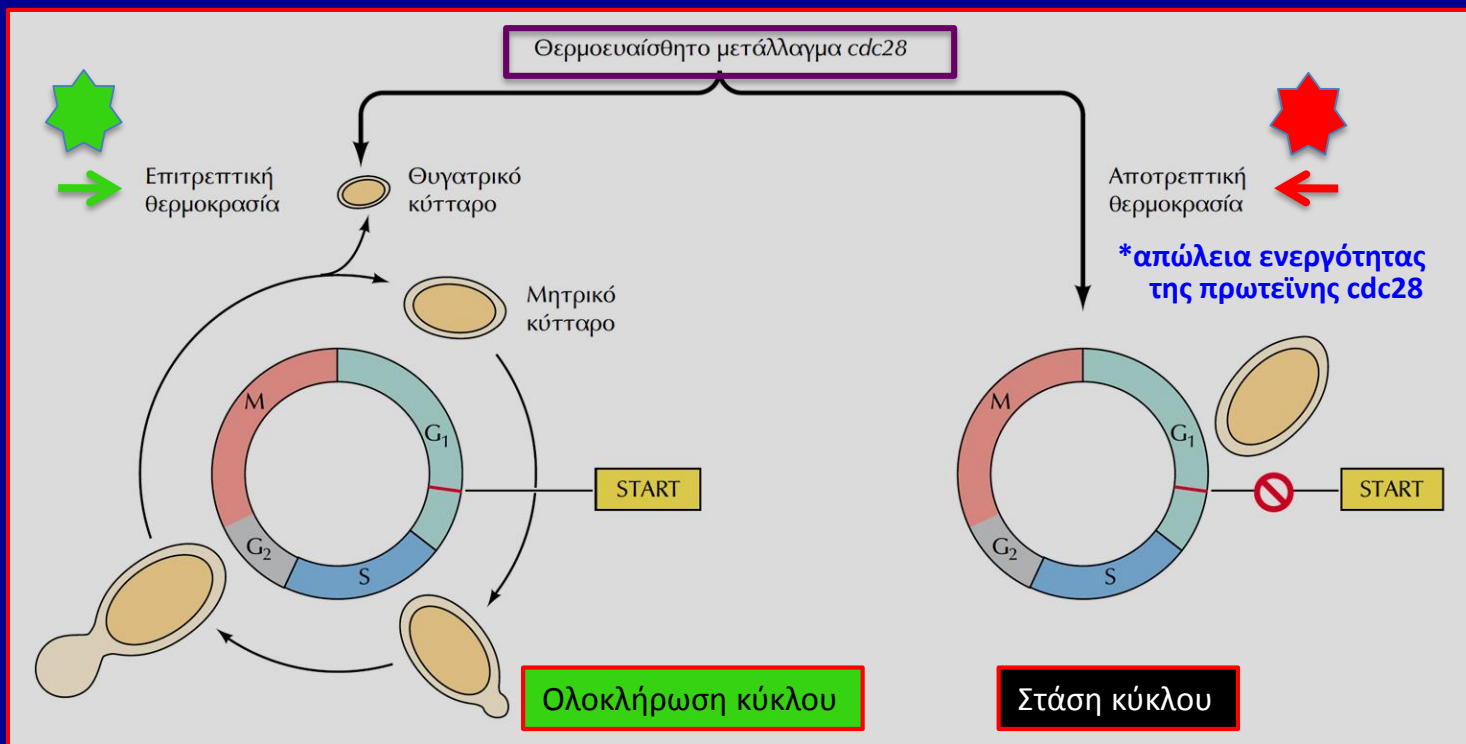 Θερμοευαίσθητο μετάλλαγμα cdc28
Επιτρεπτική
θερμοκρασία
Θυγατρικό
κύτταρο
Αποτρεπτική
θερμοκρασία
*απώλεια ενεργότητας
της πρωτεϊνης cdc28
Μητρικό
κύτταρο
M
G₁
START
G₂
S
M
G₁
START
G₂
S
Ολοκλήρωση κύκλου
Στάση κύκλου